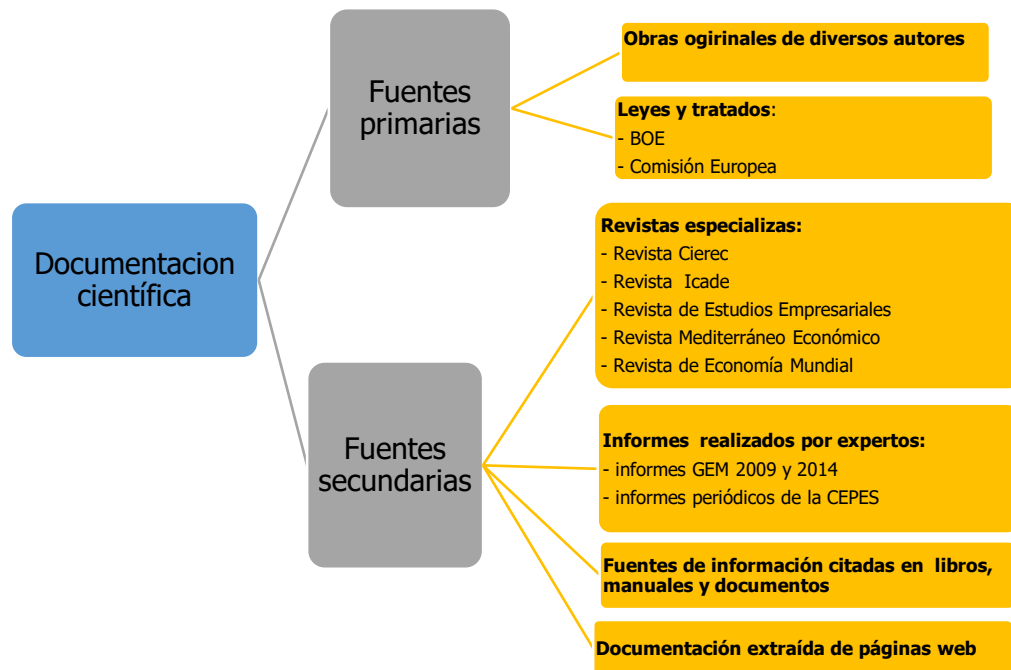 Documentacion
científica
Fuentes
primarias
Obras ogirinales de diversos autores
Leyes y tratados:
- BOE
- Comisión Europea
Fuentes
secundarias
Revistas especializas:
- Revista Cierec
- Revista Icade
- Revista de Estudios Empresariales
- Revista Mediterráneo Económico
- Revista de Economía Mundial
Informes realizados por expertos:
- informes GEM 2009 y 2014
- informes periódicos de la CEPES
Fuentes de información citadas en libros,
manuales y documentos
Documentación extraída de páginas web